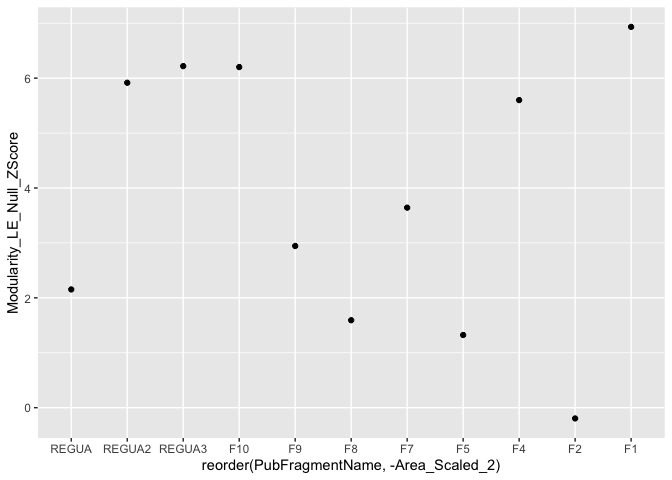 Modularity_LE_Null_ZScore
6
4
2
0
REGUA REGUA2 REGUA3 F10 F9 F8 F7 F5 F4 F2 F1
reorder(PubFragmentName, -Area_Scaled_2)